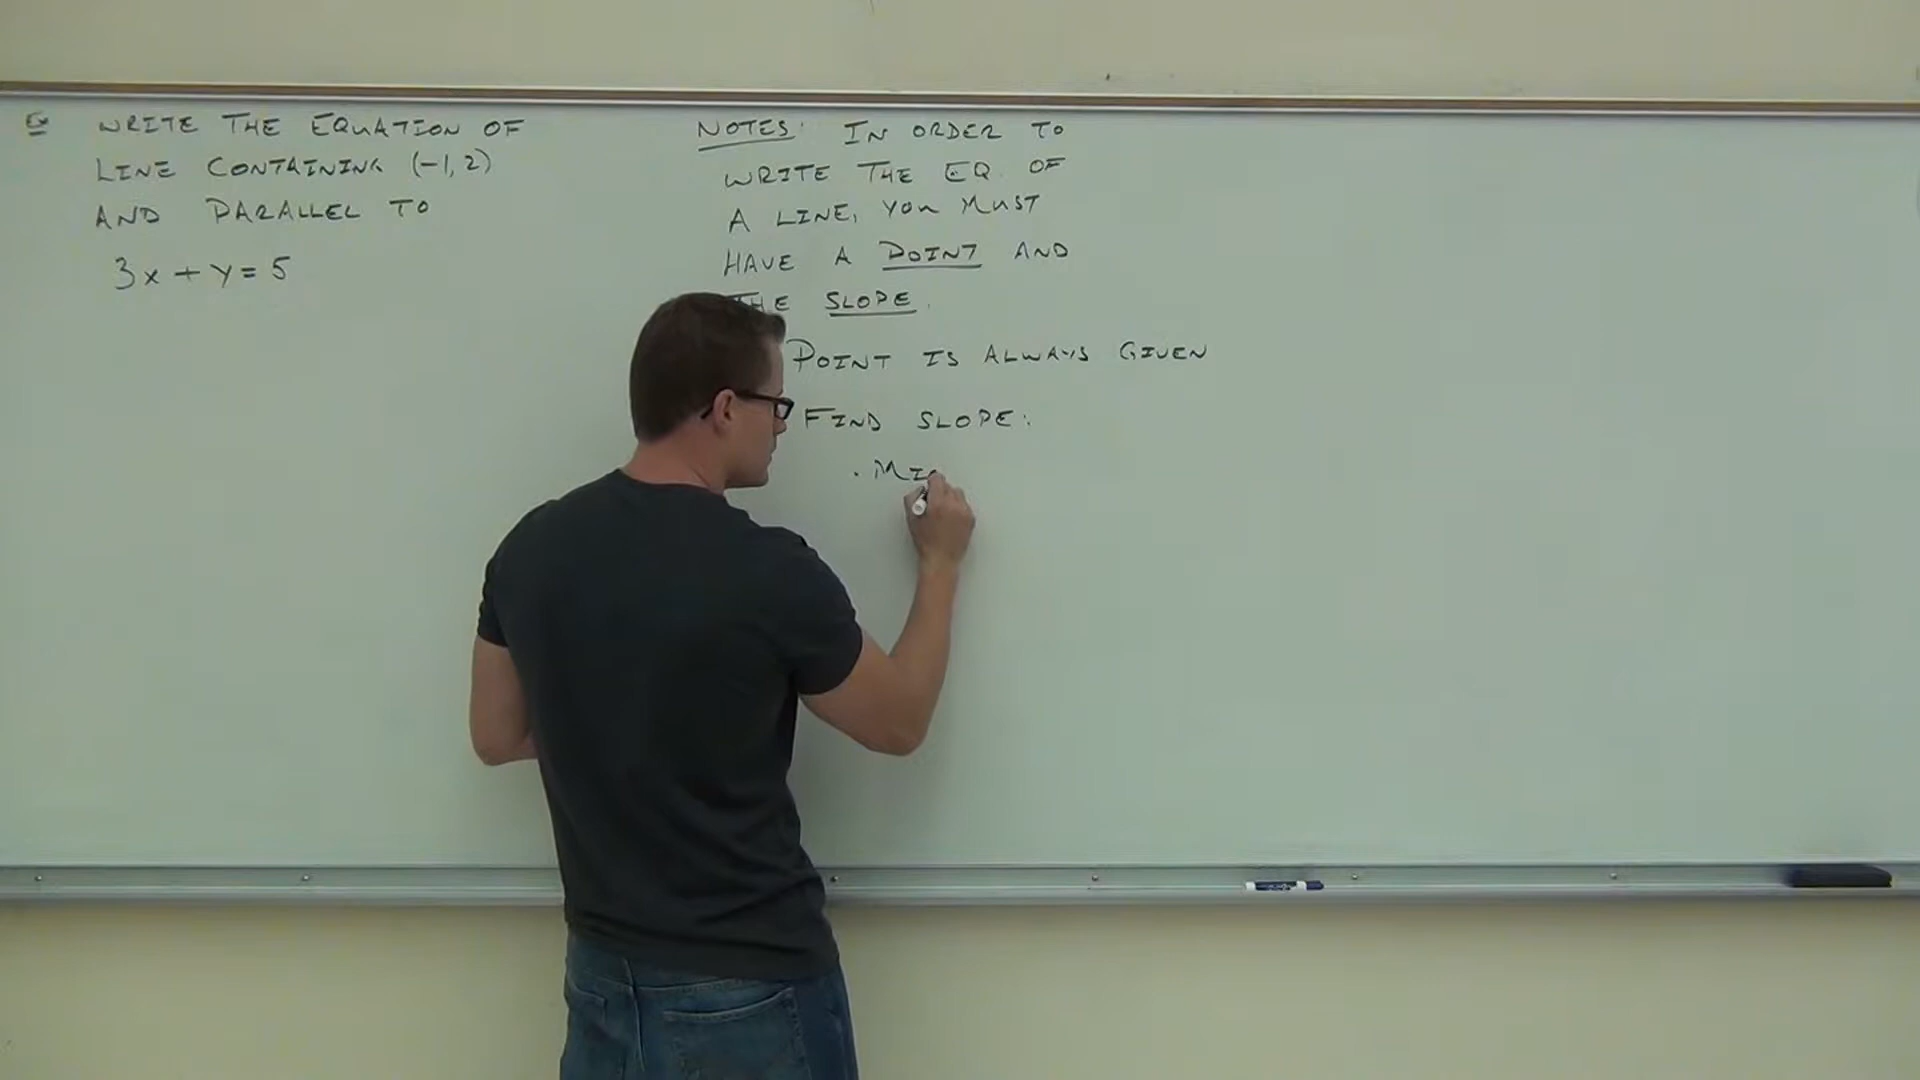 Ex WRITE THE EQUATION OF
LINE CONTAINING (-1, 2)
AND PARALLEL TO
3x + y = 5
NOTES: IN ORDER TO
WRITE THE EQ. OF
A LINE, YOU MUST
HAVE A POINT AND
THE SLOPE.
POINT IS ALWAYS GIVEN
FIND SLOPE: